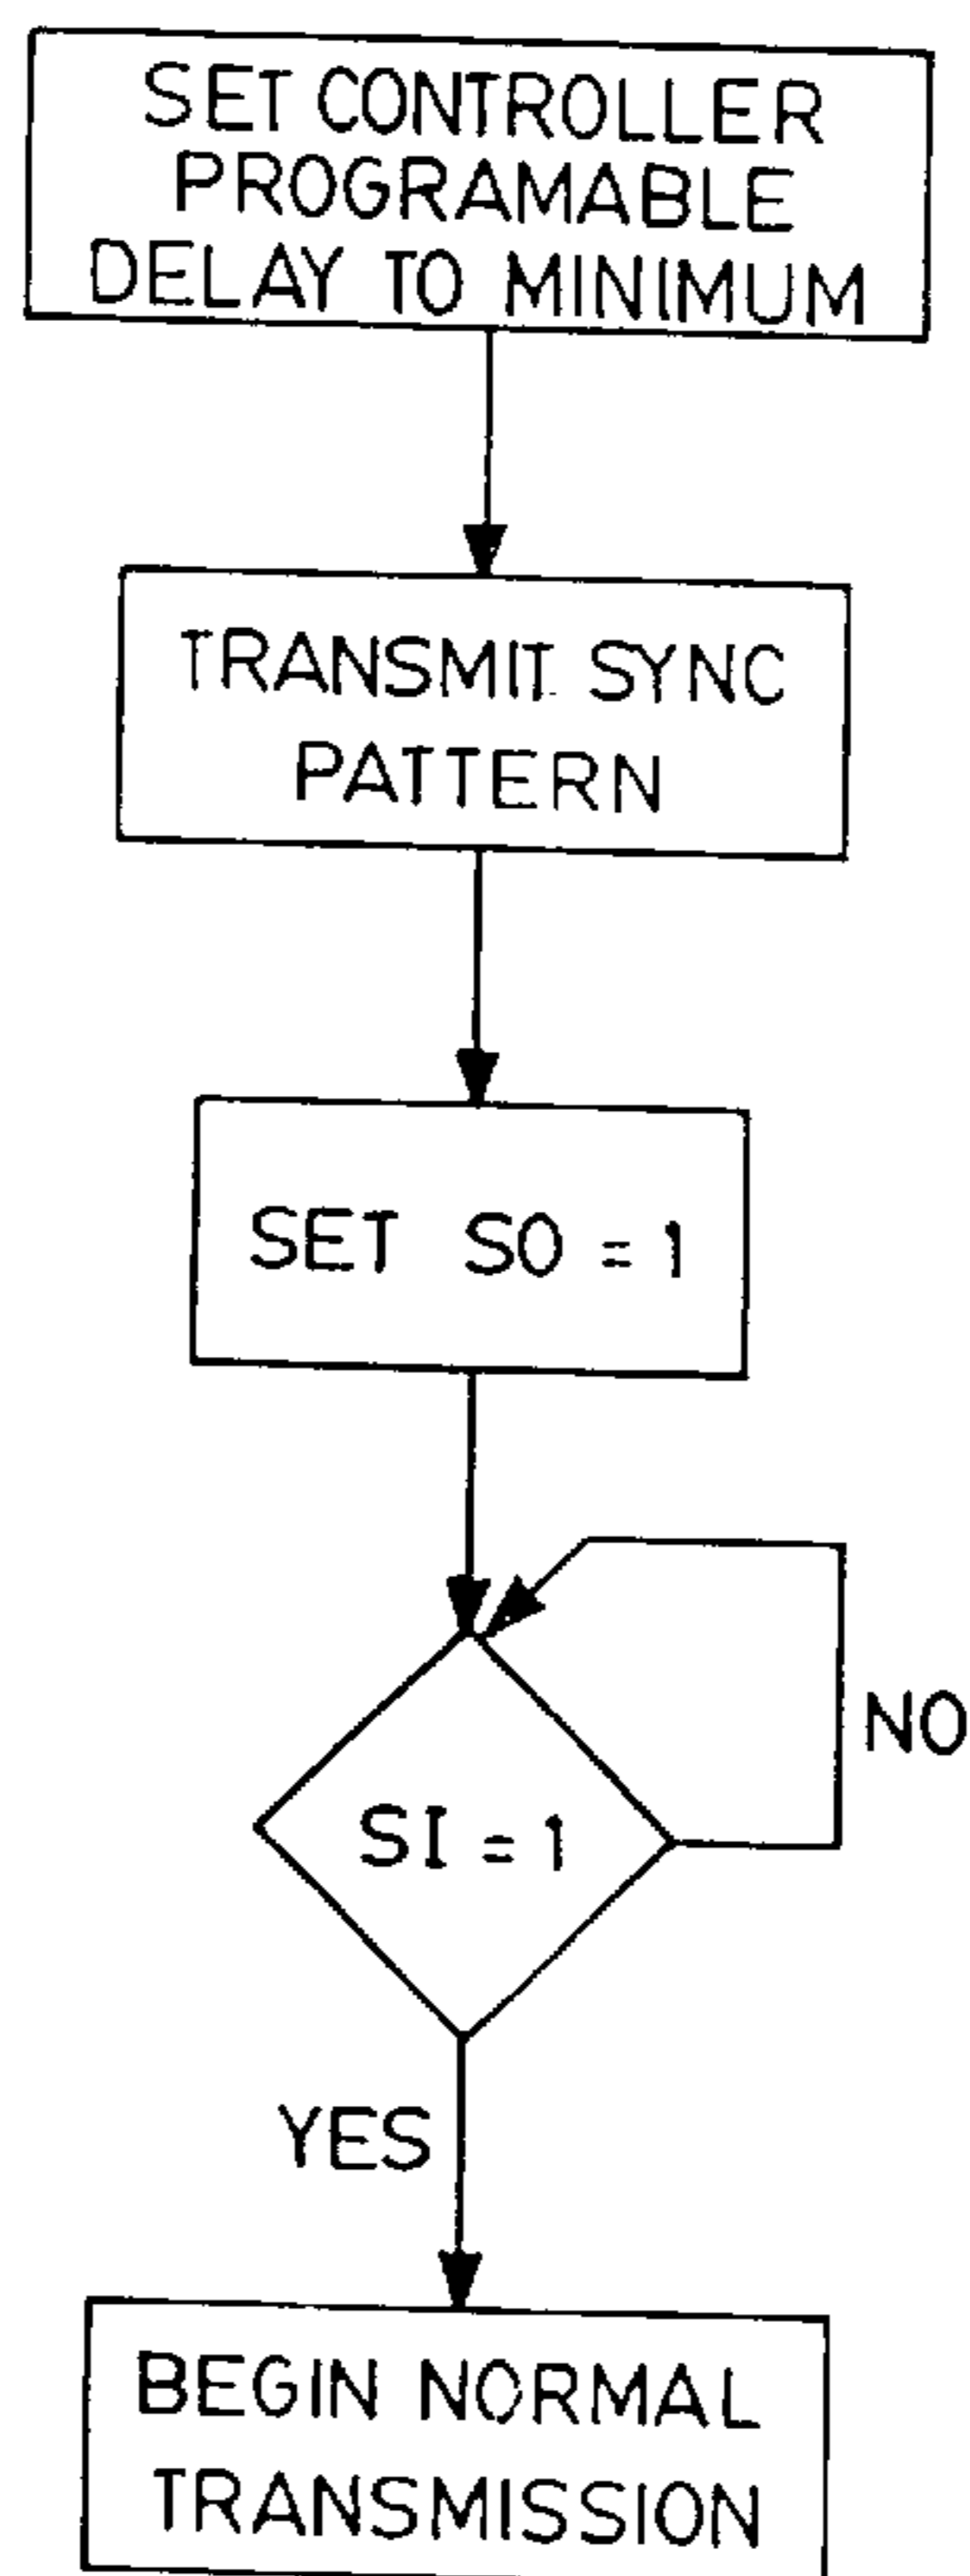 SET CONTROLLER
PROGRAMABLE
DELAY TO MINIMUM
TRANSMIT SYNC
PATTERN
SET SO = 1
NO
SI = 1
YES
BEGIN NORMAL
TRANSMISSION